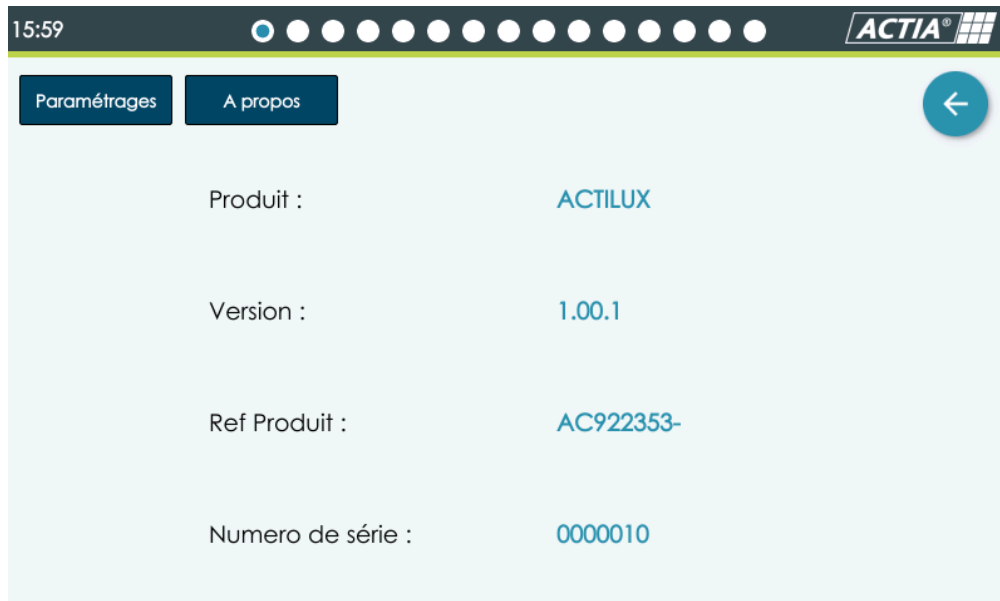 15:59 ACTIA®
Paramétrages A propos
Produit : ACTILUX
Version : 1.00.1
Ref Produit : AC922353-
Numero de série : 0000010